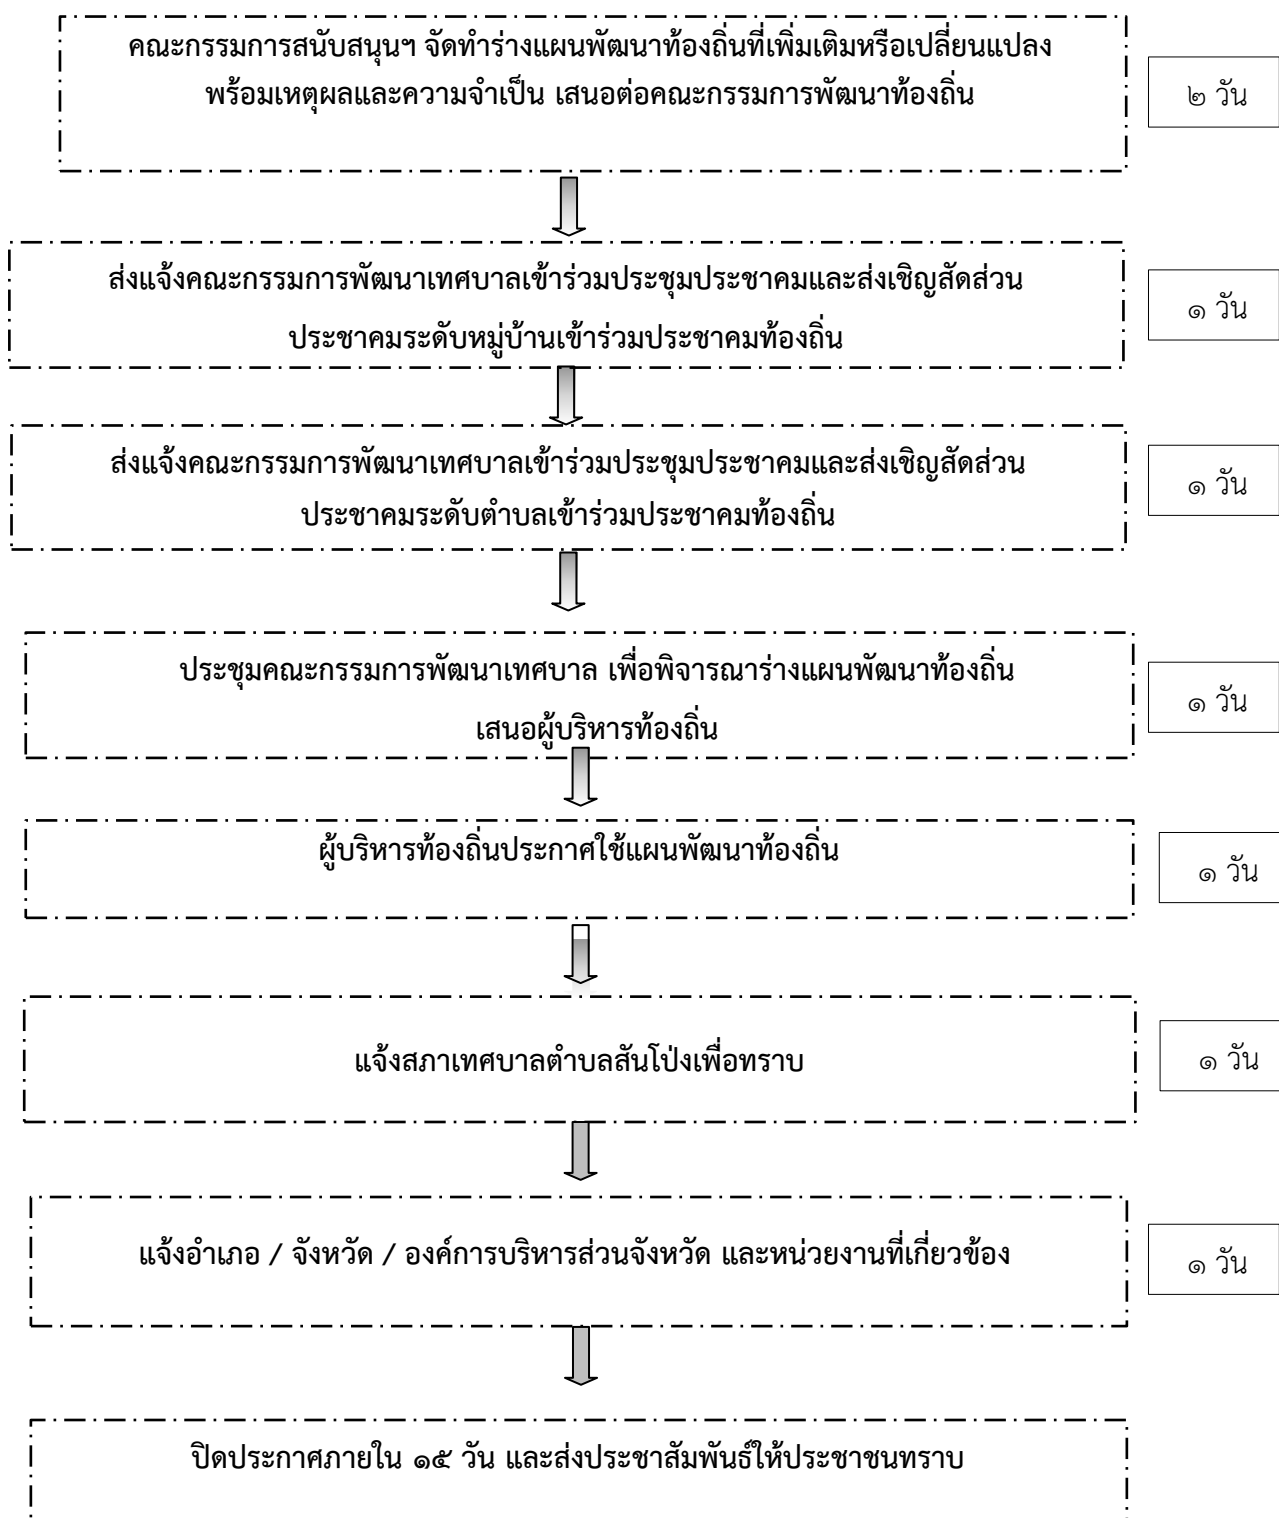 คณะกรรมการสนับสนุนฯ จัดทำร่างแผนพัฒนาท้องถิ่นที่เพิ่มเติมหรือเปลี่ยนแปลง
พร้อมเหตุผลและความจำเป็น เสนอต่อคณะกรรมการพัฒนาท้องถิ่น
๒ วัน
ส่งแจ้งคณะกรรมการพัฒนาเทศบาลเข้าร่วมประชุมประชาคมและส่งเชิญสัดส่วน
ประชาคมระดับหมู่บ้านเข้าร่วมประชาคมท้องถิ่น
๑ วัน
ส่งแจ้งคณะกรรมการพัฒนาเทศบาลเข้าร่วมประชุมประชาคมและส่งเชิญสัดส่วน
ประชาคมระดับตำบลเข้าร่วมประชาคมท้องถิ่น
๑ วัน
ประชุมคณะกรรมการพัฒนาเทศบาล เพื่อพิจารณาร่างแผนพัฒนาท้องถิ่น
เสนอผู้บริหารท้องถิ่น
๑ วัน
ผู้บริหารท้องถิ่นประกาศใช้แผนพัฒนาท้องถิ่น
๑ วัน
แจ้งสภาเทศบาลตำบลสันโป่งเพื่อทราบ
๑ วัน
แจ้งอำเภอ / จังหวัด / องค์การบริหารส่วนจังหวัด และหน่วยงานที่เกี่ยวข้อง
๑ วัน
ปิดประกาศภายใน ๑๕ วัน และส่งประชาสัมพันธ์ให้ประชาชนทราบ